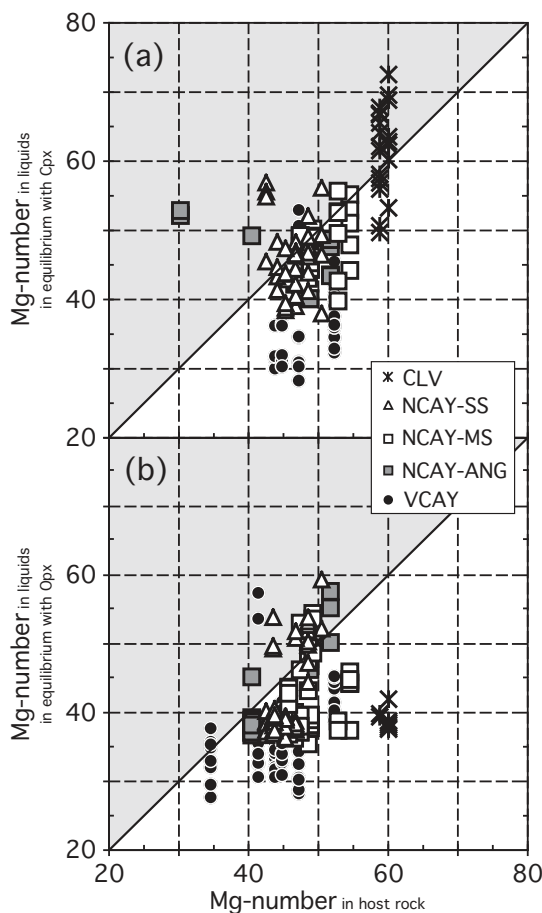 80
(a)
60
40
20
Mg-number in liquids
in equilibrium with Cpx
CLV
NCAY-SS
NCAY-MS
NCAY-ANG
VCAY
(b)
60
40
20
Mg-number in liquids
in equilibrium with Opx
20 40 60 80
Mg-number in host rock